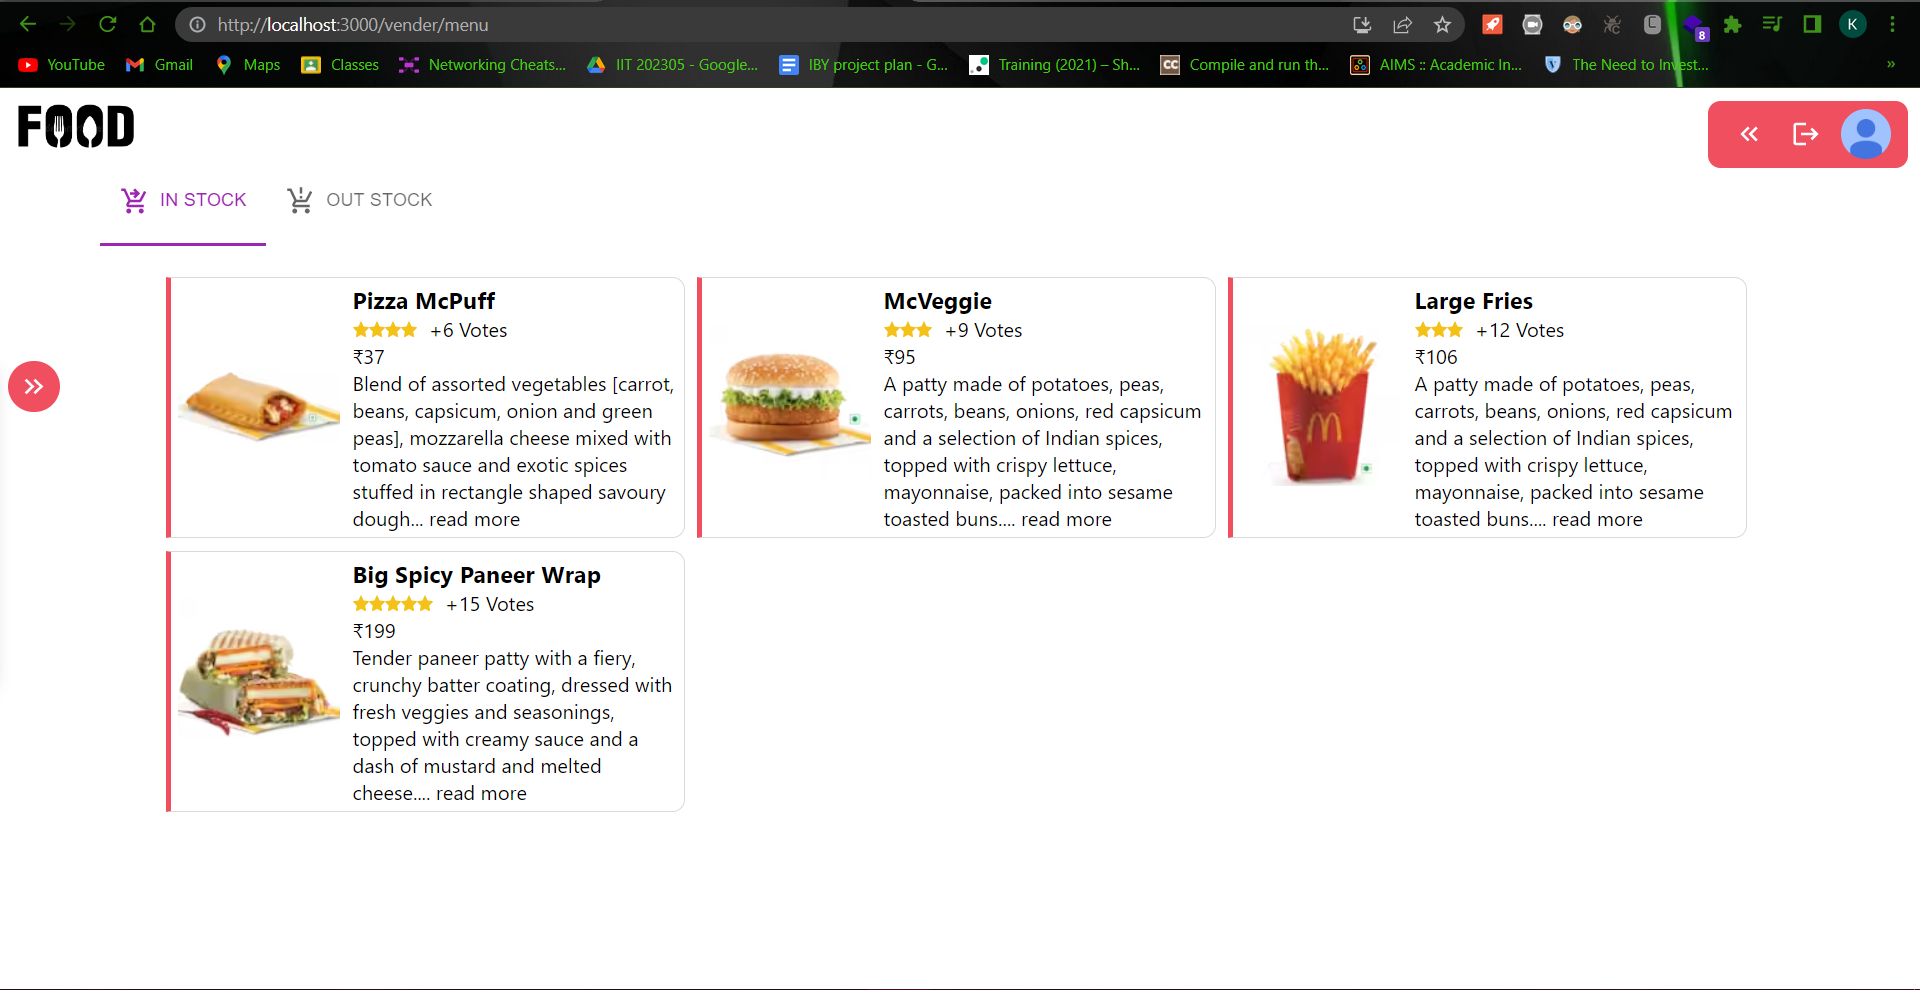 http://localhost:3000/vender/menu
8
K
YouTube
Gmail
Maps
Classes
Networking Cheats...
IIT 202305 - Google...
IBY project plan - G...
Training (2021) – Sh...
CC
Compile and run th...
AIMS :: Academic In...
The Need to Invest...
»
FOOD
IN STOCK
OUT STOCK
Pizza McPuff
+6 Votes
₹37
Blend of assorted vegetables [carrot,
beans, capsicum, onion and green
peas], mozzarella cheese mixed with
tomato sauce and exotic spices
stuffed in rectangle shaped savoury
dough... read more
McVeggie
+9 Votes
₹95
A patty made of potatoes, peas,
carrots, beans, onions, red capsicum
and a selection of Indian spices,
topped with crispy lettuce,
mayonnaise, packed into sesame
toasted buns.... read more
Large Fries
+12 Votes
₹106
A patty made of potatoes, peas,
carrots, beans, onions, red capsicum
and a selection of Indian spices,
topped with crispy lettuce,
mayonnaise, packed into sesame
toasted buns.... read more
Big Spicy Paneer Wrap
+15 Votes
₹199
Tender paneer patty with a fiery,
crunchy batter coating, dressed with
fresh veggies and seasonings,
topped with creamy sauce and a
dash of mustard and melted
cheese.... read more